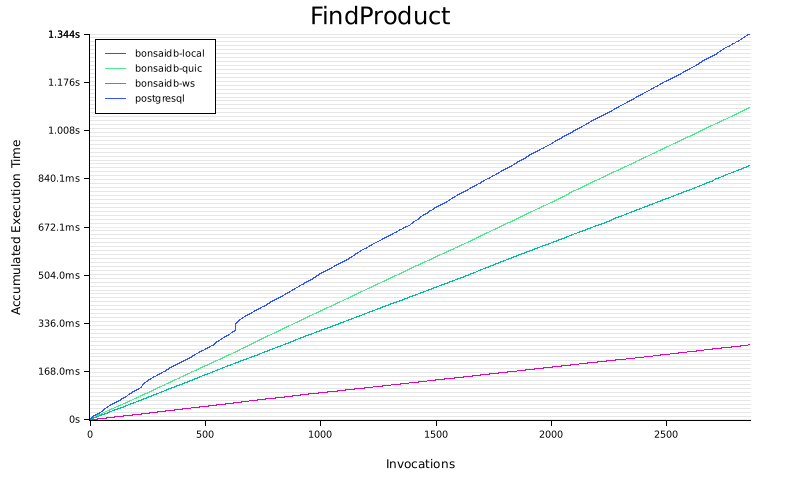 FindProduct
1.344s
bonsaidb-local
bonsaidb-quic
bonsaidb-ws
postgresql
1.176s
1.008s
840.1ms
672.1ms
504.0ms
336.0ms
168.0ms
0s
Accumulated Execution Time
0 500 1000 1500 2000 2500
Invocations